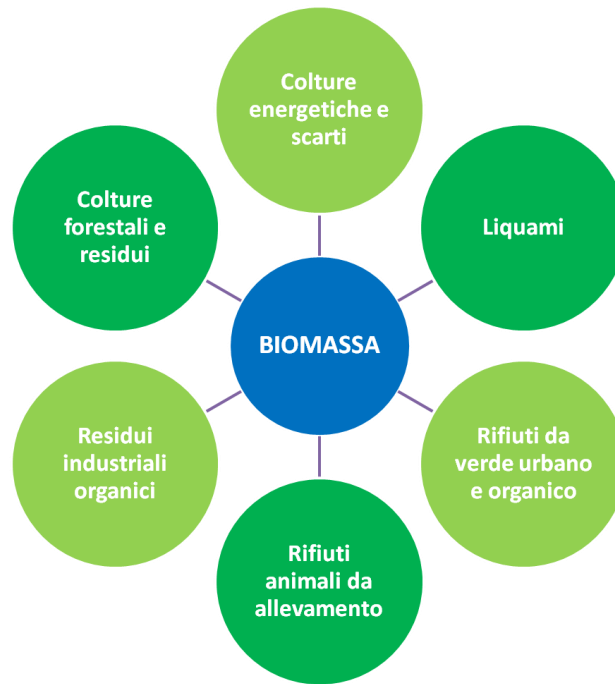 Colture
energetiche e
scarti
Colture
forestali e
residui
Liquami
BIOMASSA
Residui
industriali
organici
Rifiuti da
verde urbano
e organico
Rifiuti
animali da
allevamento